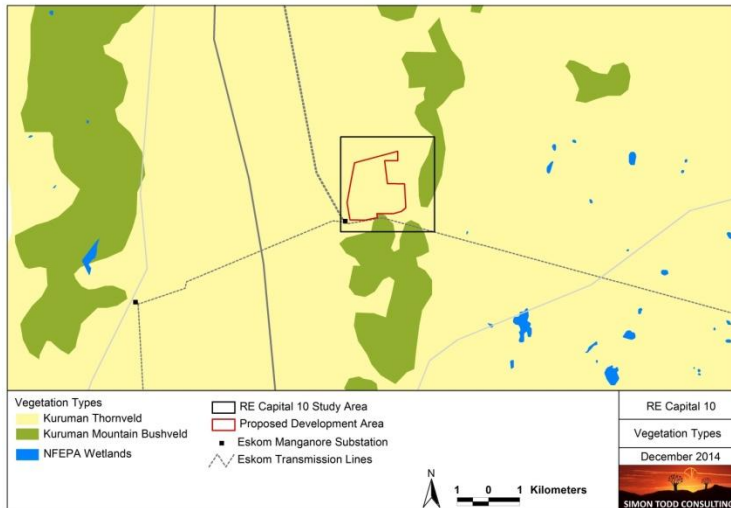 Vegetation Types
Kuruman Thornveld
Kuruman Mountain Bushveld
NFEPA Wetlands
RE Capital 10 Study Area
Proposed Development Area
Eskom Manganore Substation
Eskom Transmission Lines
N
1 0 1 Kilometers
RE Capital 10
Vegetation Types
December 2014
SIMON TODD CONSULTING